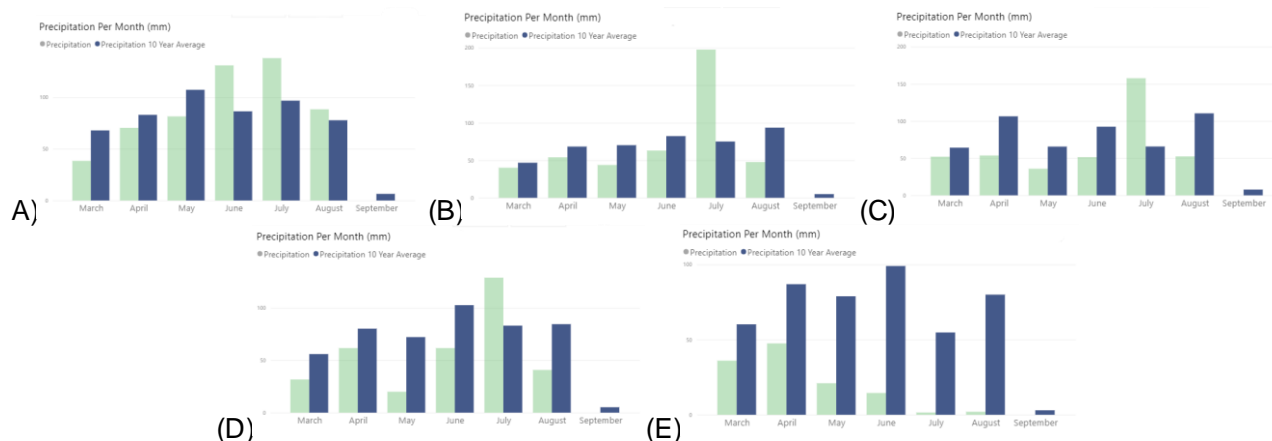 Precipitation Per Month (mm)
Precipitation Precipitation 10 Year Average
100
50
0
March April May June July August September
A)
Precipitation Per Month (mm)
Precipitation Precipitation 10 Year Average
200
150
100
50
0
March April May June July August September
(B)
Precipitation Per Month (mm)
Precipitation Precipitation 10 Year Average
200
150
100
50
0
March April May June July August September
(C)
Precipitation Per Month (mm)
Precipitation Precipitation 10 Year Average
100
50
0
March April May June July August September
(D)
Precipitation Per Month (mm)
Precipitation Precipitation 10 Year Average
100
50
0
March April May June July August September
(E)